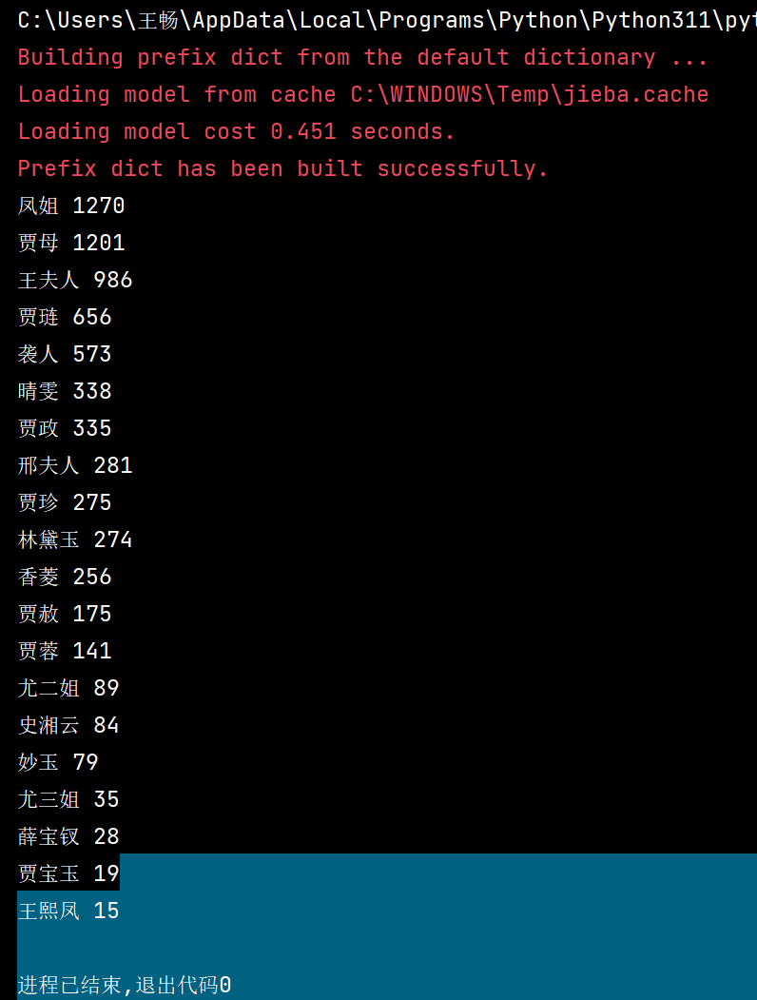 C:\Users\王畅\AppData\Local\Programs\Python\Python311\pyt
Building prefix dict from the default dictionary ...
Loading model from cache C:\WINDOWS\Temp\jieba.cache
Loading model cost 0.451 seconds.
Prefix dict has been built successfully.
凤姐 1270
贾母 1201
王夫人 986
贾琏 656
袭人 573
晴雯 338
贾政 335
邢夫人 281
贾珍 275
林黛玉 274
香菱 256
贾赦 175
贾蓉 141
尤二姐 89
史湘云 84
妙玉 79
尤三姐 35
薛宝钗 28
贾宝玉 19
王熙凤 15
进程已结束,退出代码0